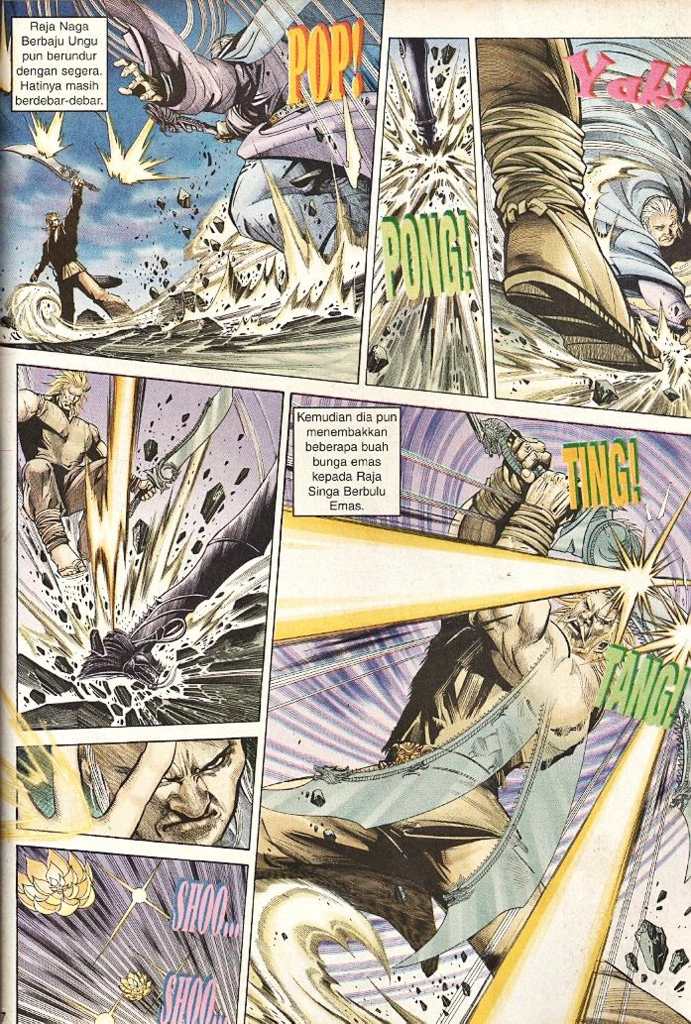 Raja Naga
Berbaju Ungu
pun berundur
dengan segera.
Hatinya masih
berdebar-debar.
POP!
PONG!
Yak!
Kemudian dia pun
menembakkan
beberapa buah
bunga emas
kepada Raja
Singa Berbulu
Emas.
TING!
TANG!
SHOO...
SHOO...
7